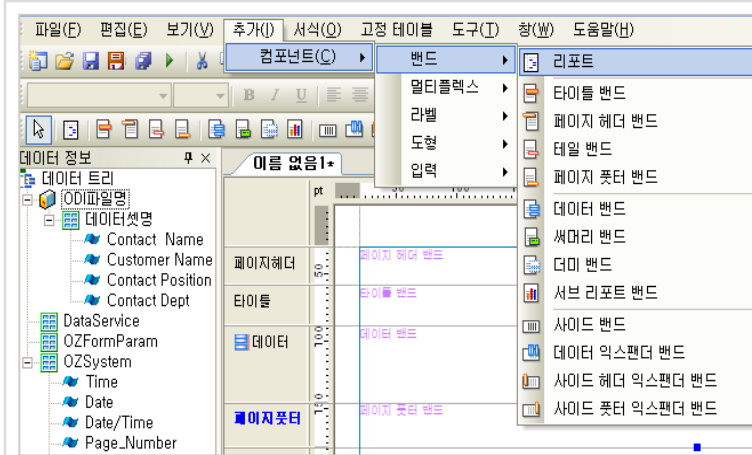 파일(F) 편집(E) 보기(V) 추가(I) 서식(O) 고정 테이블 도구(T) 창(W) 도움말(H)
컴포넌트(C)
밴드
멀티플렉스
라벨
도형
입력
리포트
타이틀 밴드
페이지 헤더 밴드
테일 밴드
페이지 풋터 밴드
데이터 밴드
써머리 밴드
더미 밴드
서브 리포트 밴드
사이드 밴드
데이터 익스팬더 밴드
사이드 헤더 익스팬더 밴드
사이드 풋터 익스팬더 밴드
B I U
데이터 정보
데이터 트리
ODI파일명
데이터셋명
Contact Name
Customer Name
Contact Position
Contact Dept
DataService
OZFormParam
OZSystem
Time
Date
Date/Time
Page_Number
이름 없음1*
pt
50 100
50
100
150
페이지헤더
페이지 헤더 밴드
타이틀
타이틀 밴드
데이터
데이터 밴드
페이지풋터
페이지 풋터 밴드